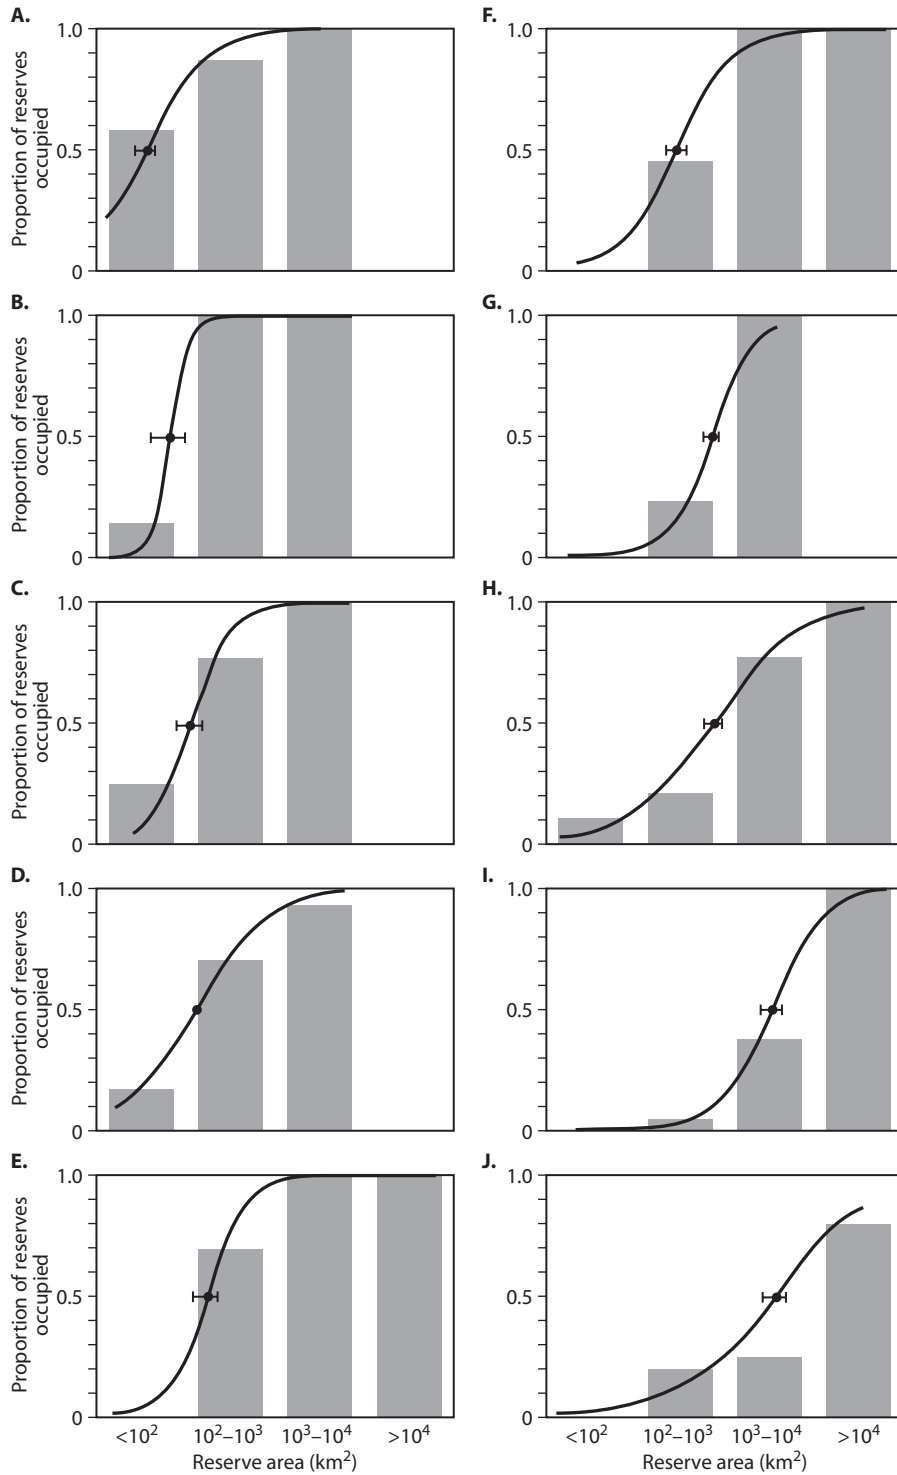 A.
1.0
0.5
0
Proportion of reserves
occupied
B.
1.0
0.5
0
Proportion of reserves
occupied
C.
1.0
0.5
0
Proportion of reserves
occupied
D.
1.0
0.5
0
Proportion of reserves
occupied
E.
1.0
0.5
0
Proportion of reserves
occupied
<10² 10²–10³ 10³–10⁴ >10⁴
Reserve area (km²)
F.
1.0
0.5
0
G.
1.0
0.5
0
H.
1.0
0.5
0
I.
1.0
0.5
0
J.
1.0
0.5
0
<10² 10²–10³ 10³–10⁴ >10⁴
Reserve area (km²)